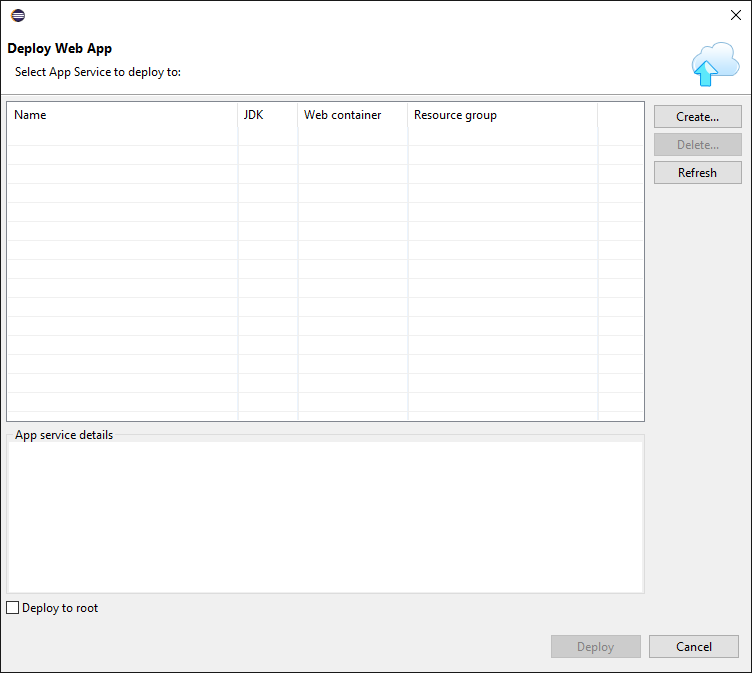 Deploy Web App
Select App Service to deploy to:
Name JDK Web container Resource group
Create...
Delete...
Refresh
App service details
Deploy to root
Deploy Cancel